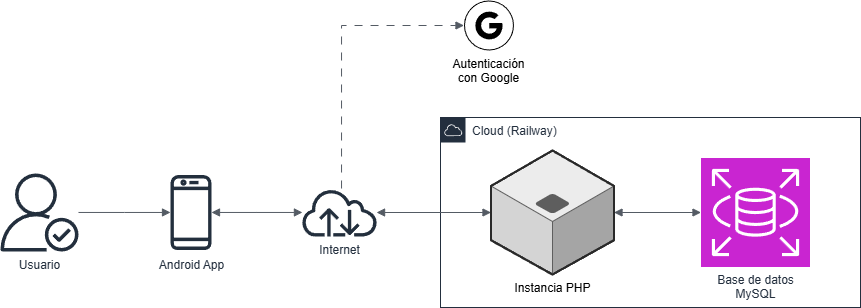 G
Autenticación
con Google
Cloud (Railway)
Usuario
Android App
Internet
Instancia PHP
Base de datos
MySQL